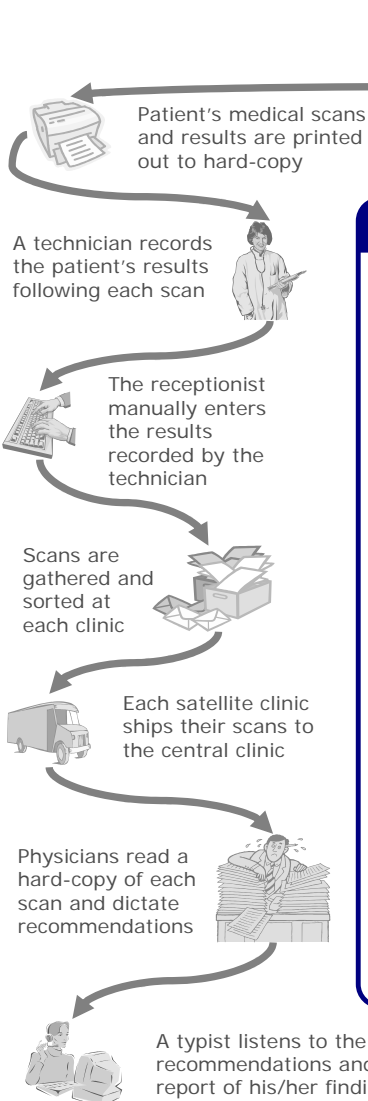 Patient's medical scans
and results are printed
out to hard-copy
A technician records
the patient's results
following each scan
The receptionist
manually enters
the results
recorded by the
technician
Scans are
gathered and
sorted at
each clinic
Each satellite clinic
ships their scans to
the central clinic
Physicians read a
hard-copy of each
scan and dictate
recommendations
A typist listens to the
recommendations and
report of his/her